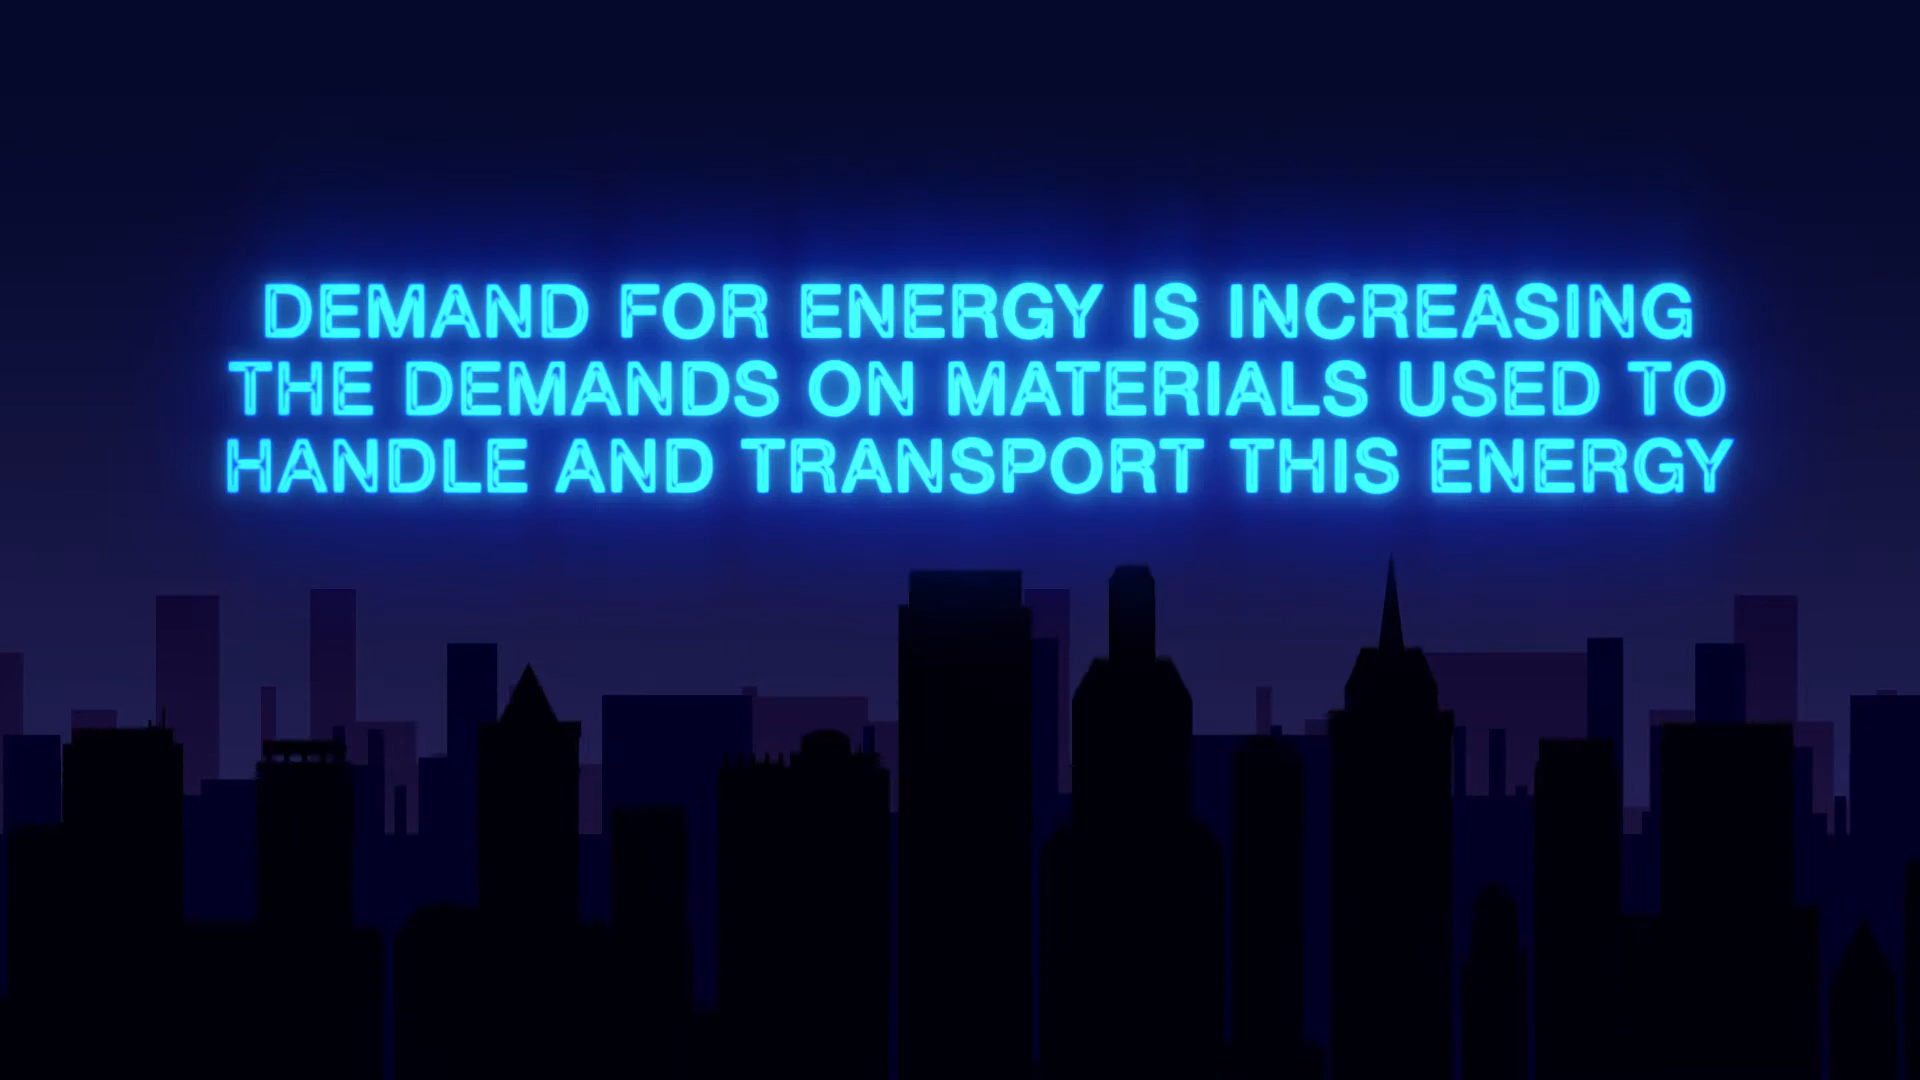 DEMAND FOR ENERGY IS INCREASING
THE DEMANDS ON MATERIALS USED TO
HANDLE AND TRANSPORT THIS ENERGY